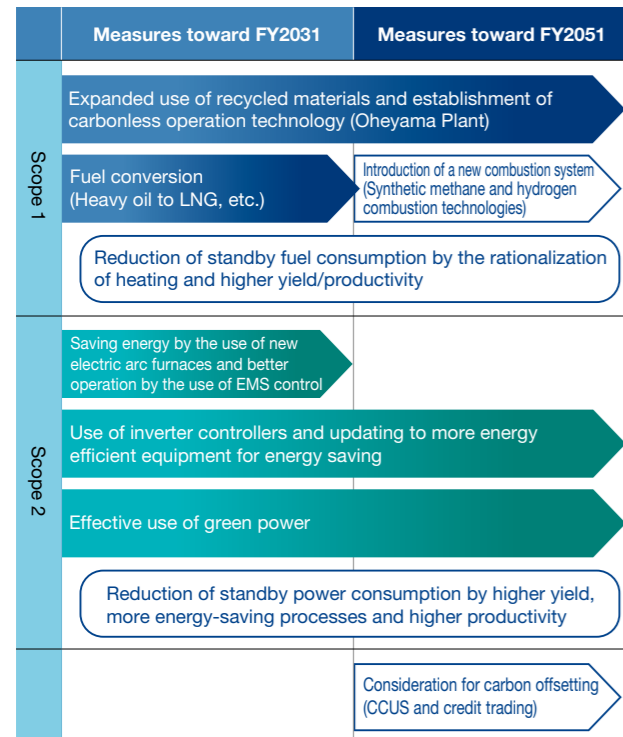 Measures toward FY2031
Measures toward FY2051
Scope 1
Expanded use of recycled materials and establishment of
carbonless operation technology (Oheyama Plant)
Fuel conversion
(Heavy oil to LNG, etc.)
Introduction of a new combustion system
(Synthetic methane and hydrogen
combustion technologies)
Reduction of standby fuel consumption by the rationalization
of heating and higher yield/productivity
Scope 2
Saving energy by the use of new
electric arc furnaces and better
operation by the use of EMS control
Use of inverter controllers and updating to more energy
efficient equipment for energy saving
Effective use of green power
Reduction of standby power consumption by higher yield,
more energy-saving processes and higher productivity
Consideration for carbon offsetting
(CCUS and credit trading)